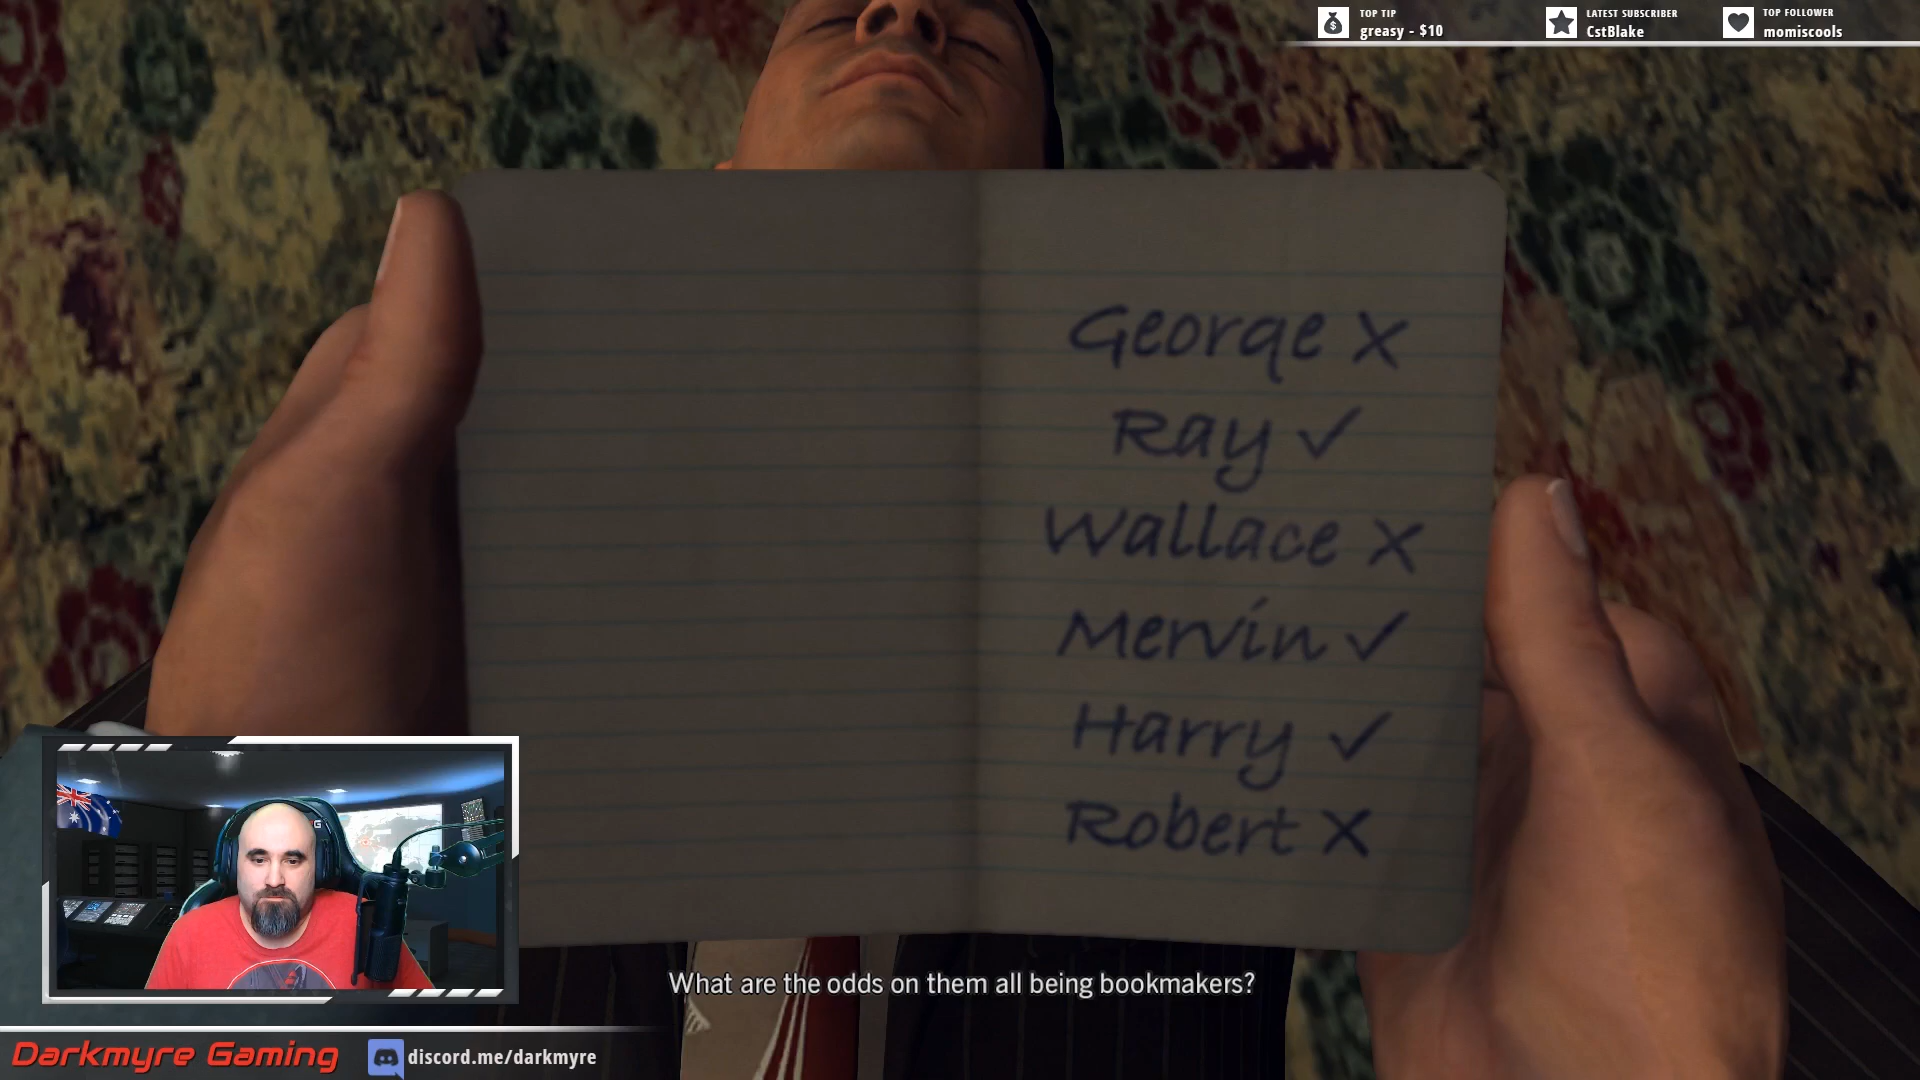 TOP TIP
greasy - $10
LATEST SUBSCRIBER
CstBlake
TOP FOLLOWER
momiscools
George X
Ray ✓
Wallace X
Mervin ✓
Harry ✓
Robert X
What are the odds on them all being bookmakers?
Darkmyre Gaming
discord.me/darkmyre